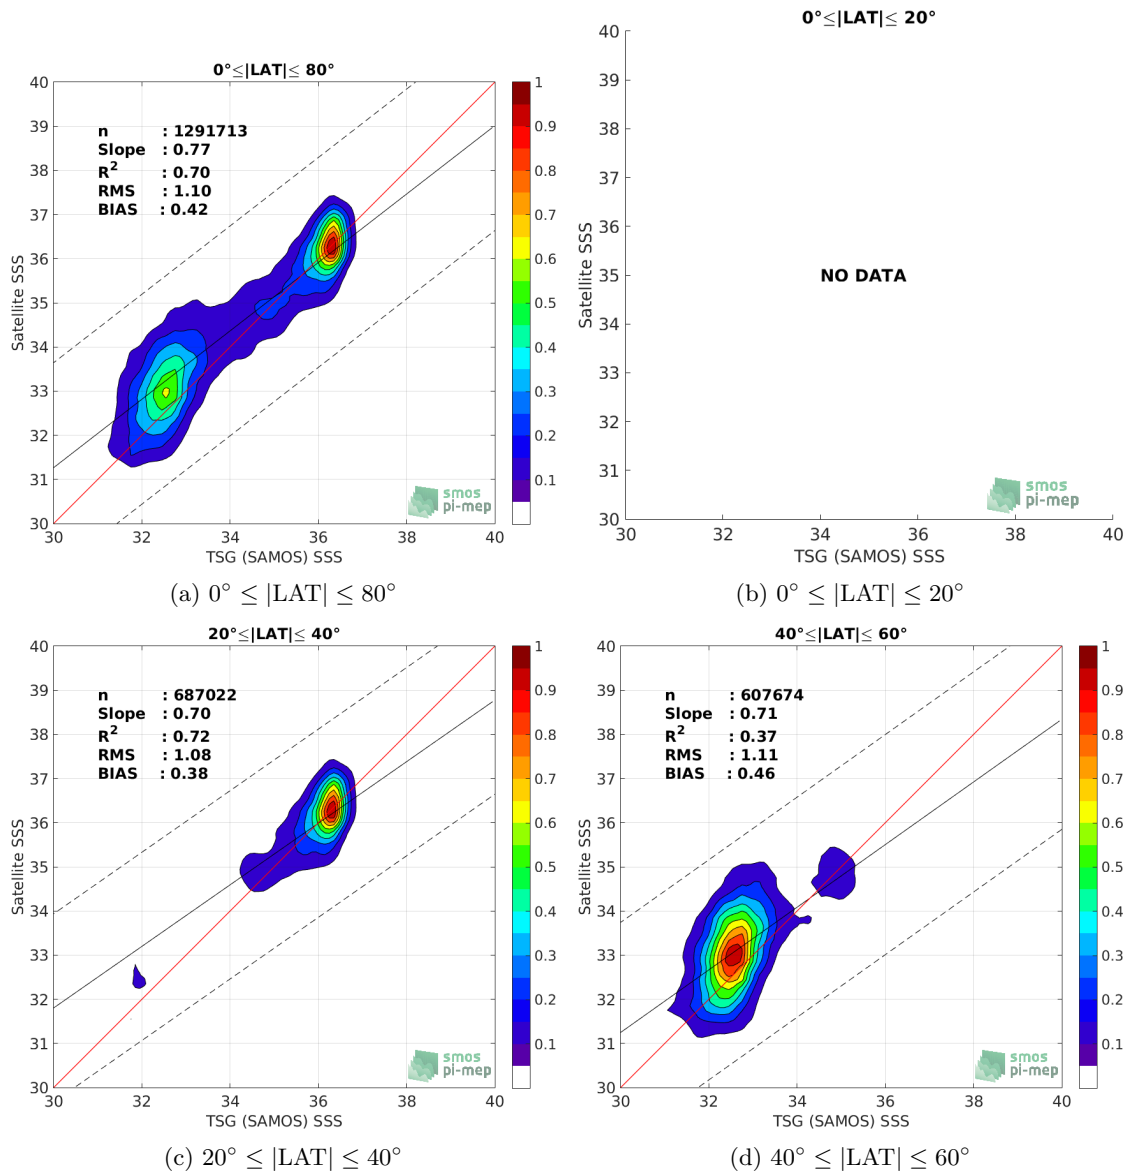 0°≤|LAT|≤ 80°
n : 1291713
Slope : 0.77
R² : 0.70
RMS : 1.10
BIAS : 0.42
40
39
38
37
36
35
34
33
32
31
30
Satellite SSS
30 32 34 36 38 40
TSG (SAMOS) SSS
1
0.9
0.8
0.7
0.6
0.5
0.4
0.3
0.2
0.1
smos
pi-mep
(a) 0° ≤ |LAT| ≤ 80°
0°≤|LAT|≤ 20°
40
39
38
37
36
35
34
33
32
31
30
Satellite SSS
NO DATA
30 32 34 36 38 40
TSG (SAMOS) SSS
smos
pi-mep
(b) 0° ≤ |LAT| ≤ 20°
20°≤|LAT|≤ 40°
n : 687022
Slope : 0.70
R² : 0.72
RMS : 1.08
BIAS : 0.38
40
39
38
37
36
35
34
33
32
31
30
Satellite SSS
30 32 34 36 38 40
TSG (SAMOS) SSS
1
0.9
0.8
0.7
0.6
0.5
0.4
0.3
0.2
0.1
smos
pi-mep
(c) 20° ≤ |LAT| ≤ 40°
40°≤|LAT|≤ 60°
n : 607674
Slope : 0.71
R² : 0.37
RMS : 1.11
BIAS : 0.46
40
39
38
37
36
35
34
33
32
31
30
Satellite SSS
30 32 34 36 38 40
TSG (SAMOS) SSS
1
0.9
0.8
0.7
0.6
0.5
0.4
0.3
0.2
0.1
smos
pi-mep
(d) 40° ≤ |LAT| ≤ 60°